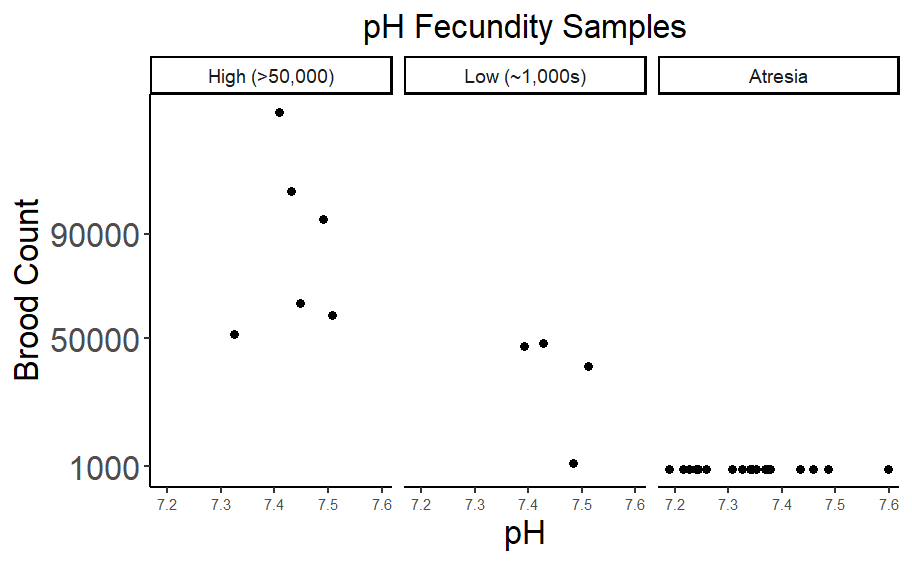 pH Fecundity Samples
High (>50,000)
Low (~1,000s)
Atresia
Brood Count
90000
50000
1000
7.2 7.3 7.4 7.5 7.6
7.2 7.3 7.4 7.5 7.6
7.2 7.3 7.4 7.5 7.6
pH